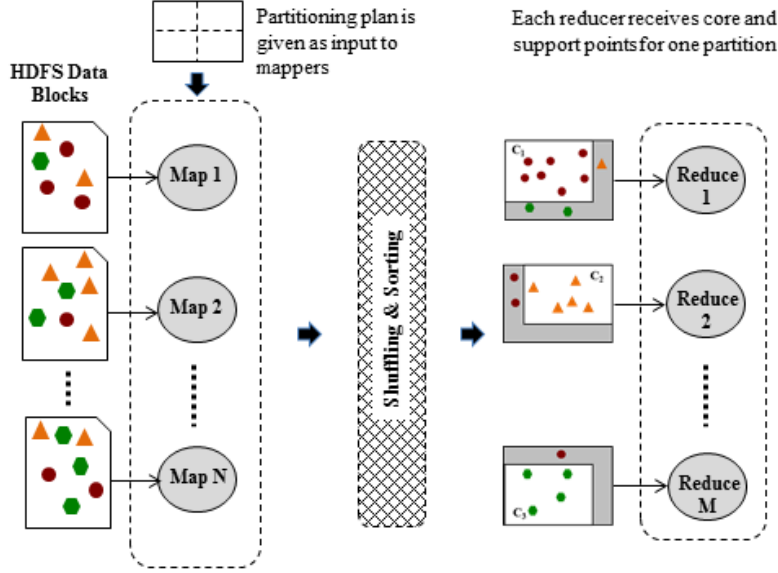 Partitioning plan is
given as input to
mappers
Each reducer receives core and
support points for one partition
HDFS Data
Blocks
Map 1
Map 2
Map N
Shuffling & Sorting
C1
C2
C3
Reduce
1
Reduce
2
Reduce
M